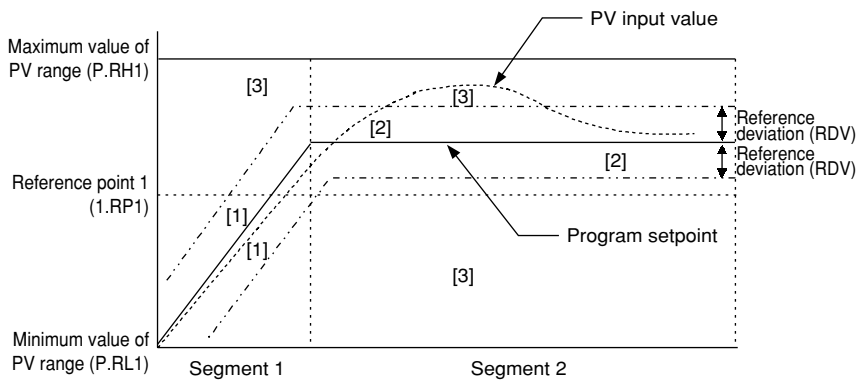 PV input value
Maximum value of
PV range (P.RH1)
[3]
[3]
[2]
Reference
deviation (RDV)
[2]
Reference
deviation (RDV)
Reference point 1
(1.RP1)
[1]
[1]
Program setpoint
[3]
Minimum value of
PV range (P.RL1)
Segment 1
Segment 2